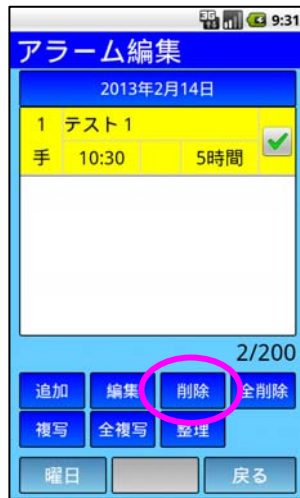 3G 9:31
アラーム編集
2013年2月14日
1 テスト1
手 10:30 5時間
2/200
追加 編集 削除 全削除
複写 全複写 整理
曜日 戻る